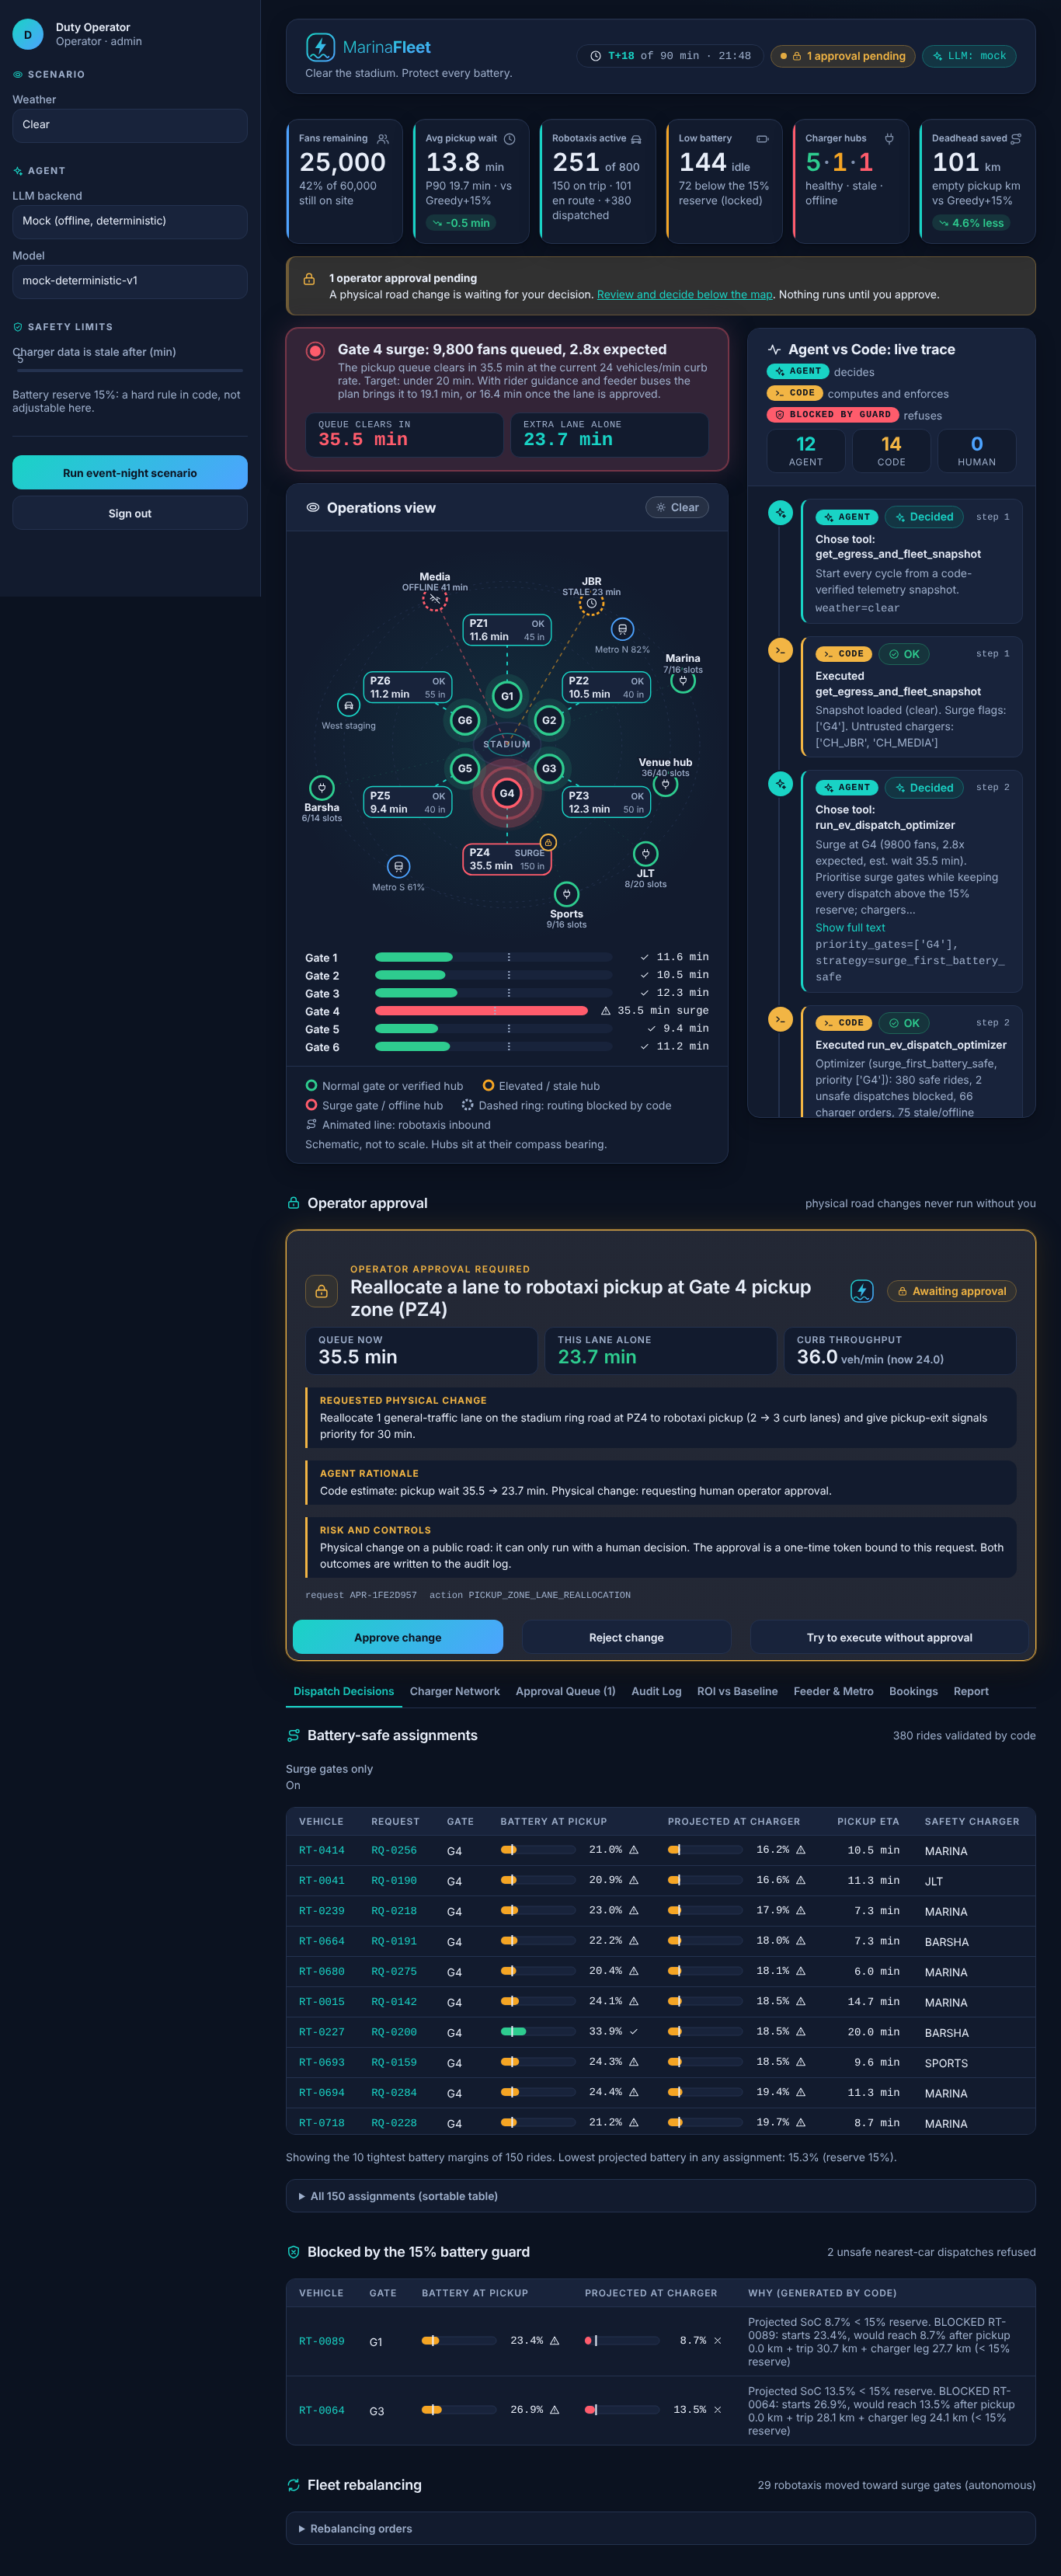 D
Duty Operator
Operator · admin
SCENARIO
Weather
Clear
AGENT
LLM backend
Mock (offline, deterministic)
Model
mock-deterministic-v1
SAFETY LIMITS
Charger data is stale after (min)
5
Battery reserve 15%: a hard rule in code, not
adjustable here.
Run event-night scenario
Sign out
MarinaFleet
Clear the stadium. Protect every battery.
T+18 of 90 min · 21:48
1 approval pending
LLM: mock
Fans remaining
25,000
42% of 60,000
still on site
Avg pickup wait
13.8 min
P90 19.7 min · vs
Greedy+15%
-0.5 min
Robotaxis active
251 of 800
150 on trip · 101
en route · +380
dispatched
Low battery
144 idle
72 below the 15%
reserve (locked)
Charger hubs
5·1·1
healthy · stale ·
offline
Deadhead saved
101 km
empty pickup km
vs Greedy+15%
4.6% less
1 operator approval pending
A physical road change is waiting for your decision. Review and decide below the map. Nothing runs until you approve.
Gate 4 surge: 9,800 fans queued, 2.8x expected
The pickup queue clears in 35.5 min at the current 24 vehicles/min curb
rate. Target: under 20 min. With rider guidance and feeder buses the
plan brings it to 19.1 min, or 16.4 min once the lane is approved.
QUEUE CLEARS IN
35.5 min
EXTRA LANE ALONE
23.7 min
Operations view
Clear
Media
OFFLINE 41 min
JBR
STALE 23 min
PZ1 OK
11.6 min 45 in
Metro N 82%
Marina
7/16 slots
PZ6 OK
11.2 min 55 in
PZ2 OK
10.5 min 40 in
G1
G6
G2
West staging
STADIUM
G5
G3
G4
Venue hub
36/40 slots
Barsha
6/14 slots
PZ5 OK
9.4 min 40 in
PZ3 OK
12.3 min 50 in
PZ4 SURGE
35.5 min 150 in
Metro S 61%
JLT
8/20 slots
Sports
9/16 slots
Gate 1 11.6 min
Gate 2 10.5 min
Gate 3 12.3 min
Gate 4 35.5 min surge
Gate 5 9.4 min
Gate 6 11.2 min
Normal gate or verified hub
Elevated / stale hub
Surge gate / offline hub
Dashed ring: routing blocked by code
Animated line: robotaxis inbound
Schematic, not to scale. Hubs sit at their compass bearing.
Agent vs Code: live trace
AGENT decides
CODE computes and enforces
BLOCKED BY GUARD refuses
12
AGENT
14
CODE
0
HUMAN
AGENT Decided step 1
Chose tool:
get_egress_and_fleet_snapshot
Start every cycle from a code-
verified telemetry snapshot.
weather=clear
CODE OK step 1
Executed
get_egress_and_fleet_snapshot
Snapshot loaded (clear). Surge flags:
['G4']. Untrusted chargers:
['CH_JBR', 'CH_MEDIA']
AGENT Decided step 2
Chose tool:
run_ev_dispatch_optimizer
Surge at G4 (9800 fans, 2.8x
expected, est. wait 35.5 min).
Prioritise surge gates while keeping
every dispatch above the 15%
reserve; chargers...
Show full text
priority_gates=['G4'],
strategy=surge_first_battery_
safe
CODE OK step 2
Executed run_ev_dispatch_optimizer
Optimizer (surge_first_battery_safe,
priority ['G4']): 380 safe rides, 2
unsafe dispatches blocked, 66
charger orders, 75 stale/offline
Operator approval
physical road changes never run without you
OPERATOR APPROVAL REQUIRED
Reallocate a lane to robotaxi pickup at Gate 4 pickup
zone (PZ4)
Awaiting approval
QUEUE NOW
35.5 min
THIS LANE ALONE
23.7 min
CURB THROUGHPUT
36.0 veh/min (now 24.0)
REQUESTED PHYSICAL CHANGE
Reallocate 1 general-traffic lane on the stadium ring road at PZ4 to robotaxi pickup (2 → 3 curb lanes) and give pickup-exit signals
priority for 30 min.
AGENT RATIONALE
Code estimate: pickup wait 35.5 → 23.7 min. Physical change: requesting human operator approval.
RISK AND CONTROLS
Physical change on a public road: it can only run with a human decision. The approval is a one-time token bound to this request. Both
outcomes are written to the audit log.
request APR-1FE2D957 action PICKUP_ZONE_LANE_REALLOCATION
Approve change
Reject change
Try to execute without approval
Dispatch Decisions Charger Network Approval Queue (1) Audit Log ROI vs Baseline Feeder & Metro Bookings Report
Battery-safe assignments
380 rides validated by code
Surge gates only
On
VEHICLE REQUEST GATE BATTERY AT PICKUP PROJECTED AT CHARGER PICKUP ETA SAFETY CHARGER
RT-0414 RQ-0256 G4 21.0% 16.2% 10.5 min MARINA
RT-0041 RQ-0190 G4 20.9% 16.6% 11.3 min JLT
RT-0239 RQ-0218 G4 23.0% 17.9% 7.3 min MARINA
RT-0664 RQ-0191 G4 22.2% 18.0% 7.3 min BARSHA
RT-0680 RQ-0275 G4 20.4% 18.1% 6.0 min MARINA
RT-0015 RQ-0142 G4 24.1% 18.5% 14.7 min MARINA
RT-0227 RQ-0200 G4 33.9% 18.5% 20.0 min BARSHA
RT-0693 RQ-0159 G4 24.3% 18.5% 9.6 min SPORTS
RT-0694 RQ-0284 G4 24.4% 19.4% 11.3 min MARINA
RT-0718 RQ-0228 G4 21.2% 19.7% 8.7 min MARINA
Showing the 10 tightest battery margins of 150 rides. Lowest projected battery in any assignment: 15.3% (reserve 15%).
All 150 assignments (sortable table)
Blocked by the 15% battery guard
2 unsafe nearest-car dispatches refused
VEHICLE GATE BATTERY AT PICKUP PROJECTED AT CHARGER WHY (GENERATED BY CODE)
RT-0089 G1 23.4% 8.7%
Projected SoC 8.7% < 15% reserve. BLOCKED RT-
0089: starts 23.4%, would reach 8.7% after pickup
0.0 km + trip 30.7 km + charger leg 27.7 km (< 15%
reserve)
RT-0064 G3 26.9% 13.5%
Projected SoC 13.5% < 15% reserve. BLOCKED RT-
0064: starts 26.9%, would reach 13.5% after pickup
0.0 km + trip 28.1 km + charger leg 24.1 km (< 15%
reserve)
Fleet rebalancing
29 robotaxis moved toward surge gates (autonomous)
Rebalancing orders